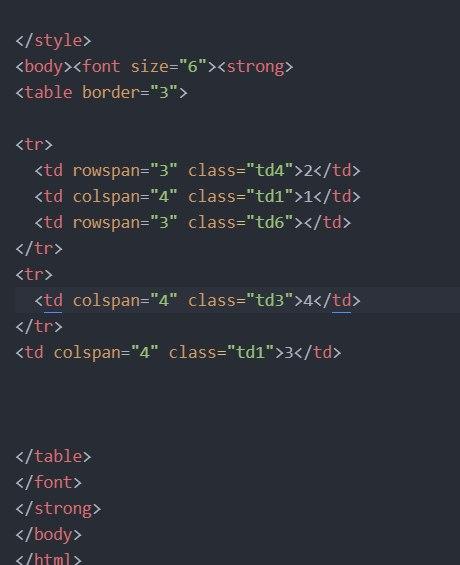 </style>
<body><font size="6"><strong>
<table border="3">
<tr>
<td rowspan="3" class="td4">2</td>
<td colspan="4" class="td1">1</td>
<td rowspan="3" class="td6"></td>
</tr>
<tr>
<td colspan="4" class="td3">4</td>
</tr>
<td colspan="4" class="td1">3</td>
</table>
</font>
</strong>
</body>
</html>